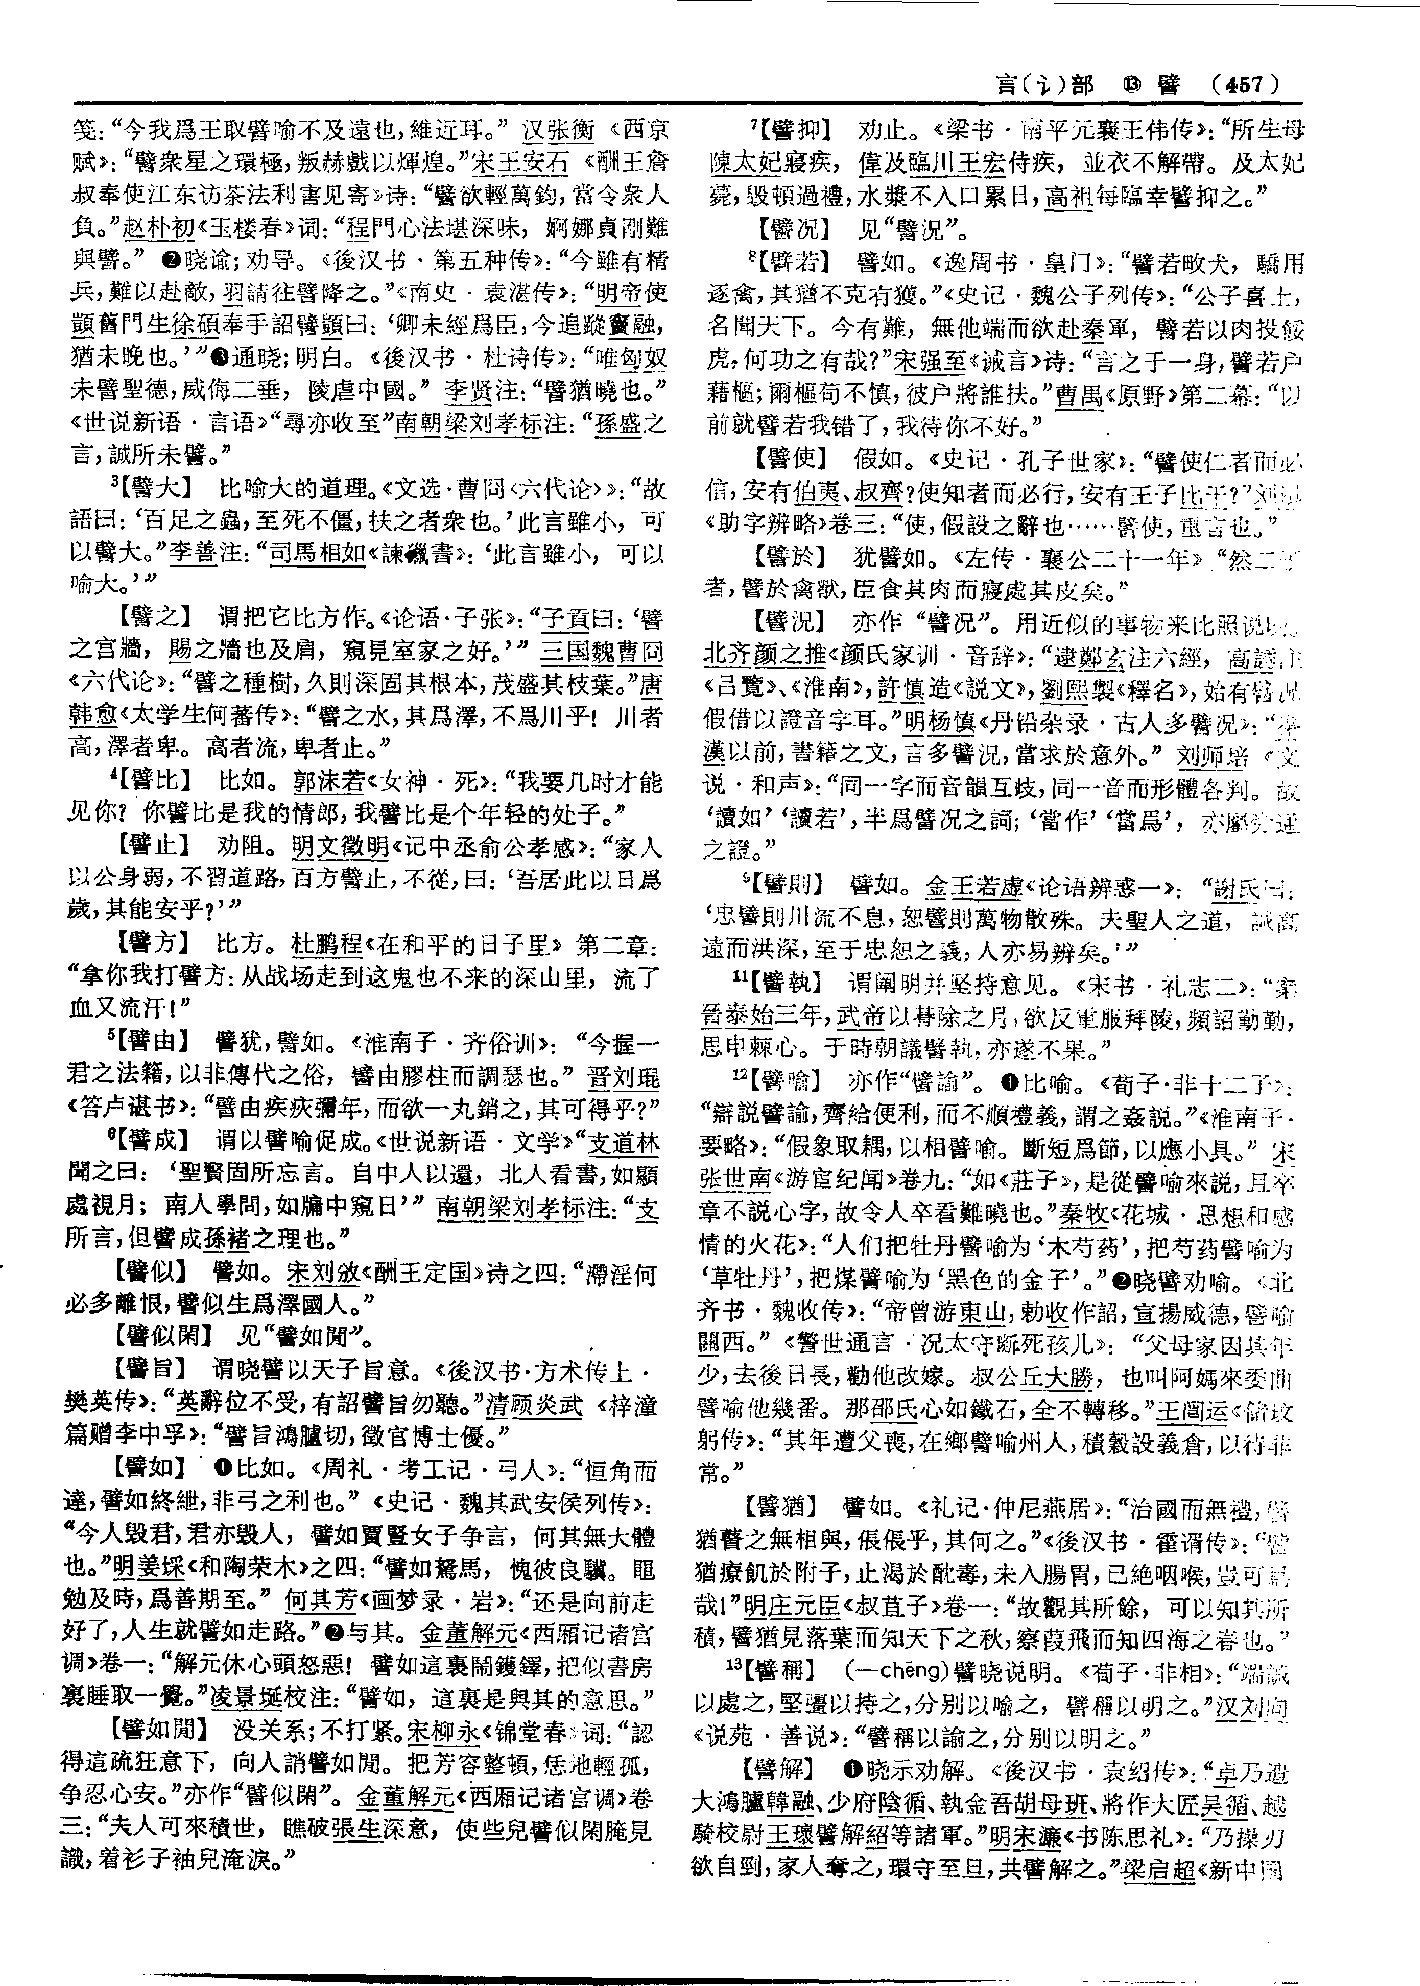 言(讠)部 ⑬ 譬 (457)
笺：“今我爲王取譬喻不及遠也，維近耳。” 汉张衡《西京
赋》：“譬衆星之環極，叛赫戲以煇煌。”宋王安石《酬王詹
叔奉使江东访茶法利害见寄》诗：“譬欲輕萬鈞，當令衆人
負。”赵朴初《玉楼春》词：“程門心法堪深味，婀娜貞剛難
與譬。” ❷晓谕；劝导。《後汉书·第五种传》：“今雖有精
兵，難以赴敵，羽請往譬降之。”《南史·袁湛传》：“明帝使
顗舊門生徐碩奉手詔譬顗曰：‘卿未經爲臣，今追蹤竇融，
猶未晚也。’”❸通晓；明白。《後汉书·杜诗传》：“唯匈奴
未譬聖德，威侮二垂，陵虐中國。” 李贤注：“譬猶曉也。”
《世说新语·言语》“尋亦收至”南朝梁刘孝标注：“孫盛之
言，誠所未譬。”
³【譬大】 比喻大的道理。《文选·曹冏〈六代论〉》：“故
語曰：‘百足之蟲，至死不僵，扶之者衆也。’此言雖小，可
以譬大。”李善注：“司馬相如《諫獵書》：‘此言雖小，可以
喻大。’”
【譬之】 谓把它比方作。《论语·子张》：“子貢曰：‘譬
之宫牆，賜之牆也及肩，窺見室家之好。’” 三国魏曹冏
《六代论》：“譬之種樹，久則深固其根本，茂盛其枝葉。”唐
韩愈《太学生何蕃传》：“譬之水，其爲澤，不爲川乎！川者
高，澤者卑。高者流，卑者止。”
⁴【譬比】 比如。郭沫若《女神·死》：“我要几时才能
见你？你譬比是我的情郎，我譬比是个年轻的处子。”
【譬止】 劝阻。明文徵明《记中丞俞公孝感》：“家人
以公身弱，不習道路，百方譬止，不從，曰：‘吾居此以日爲
歲，其能安乎？’”
【譬方】 比方。杜鹏程《在和平的日子里》第二章：
“拿你我打譬方：从战场走到这鬼也不来的深山里，流了
血又流汗！”
⁵【譬由】 譬犹，譬如。《淮南子·齐俗训》：“今握一
君之法籍，以非傳代之俗，譬由膠柱而調瑟也。” 晋刘琨
《答卢谌书》：“譬由疾疢彌年，而欲一丸銷之，其可得乎？”
⁶【譬成】 谓以譬喻促成。《世说新语·文学》“支道林
聞之曰：‘聖賢固所忘言。自中人以還，北人看書，如顯
處視月；南人學問，如牖中窺日’” 南朝梁刘孝标注：“支
所言，但譬成孫褚之理也。”
【譬似】 譬如。宋刘敛《酬王定国》诗之四：“滯淫何
必多離恨，譬似生爲澤國人。”
【譬似閑】 见“譬如閒”。
【譬旨】 谓晓譬以天子旨意。《後汉书·方术传上·
樊英传》：“英辭位不受，有詔譬旨勿聽。”清顾炎武《梓潼
篇赠李中孚》：“譬旨鴻臚切，徵官博士優。”
【譬如】 ❶比如。《周礼·考工记·弓人》：“恒角而
達，譬如終紲，非弓之利也。”《史记·魏其武安侯列传》：
“今人毀君，君亦毀人，譬如賈豎女子争言，何其無大體
也。”明姜埰《和陶荣木》之四：“譬如駑馬，愧彼良驥。黽
勉及時，爲善期至。” 何其芳《画梦录·岩》：“还是向前走
好了，人生就譬如走路。”❷与其。金董解元《西厢记诸宫
调》卷一：“解元休心頭怒惡！譬如這裏鬧鑊鐸，把似書房
裏睡取一覺。”凌景埏校注：“譬如，這裏是與其的意思。”
【譬如閒】 没关系；不打紧。宋柳永《锦堂春》词：“認
得這疏狂意下，向人誚譬如閒。把芳容整頓，恁地輕孤，
争忍心安。”亦作“譬似閑”。金董解元《西厢记诸宫调》卷
三：“夫人可來積世，瞧破張生深意，使些兒譬似閑腌見
識，着衫子袖兒淹淚。”
⁷【譬抑】 劝止。《梁书·南平元襄王伟传》：“所生母
陳太妃寢疾，偉及臨川王宏侍疾，並衣不解帶。及太妃
薨，毀頓過禮，水漿不入口累日，高祖每臨幸譬抑之。”
【譬况】 见“譬況”。
⁸【譬若】 譬如。《逸周书·皇门》：“譬若畋犬，驕用
逐禽，其猶不克有獲。”《史记·魏公子列传》：“公子喜士，
名聞天下。今有難，無他端而欲赴秦軍，譬若以肉投餒
虎，何功之有哉？”宋强至《诫言》诗：“言之于一身，譬若户
藉樞；爾樞苟不慎，彼户將誰扶。”曹禺《原野》第二幕：“以
前就譬若我错了，我待你不好。”
【譬使】 假如。《史记·孔子世家》：“譬使仁者而必
信，安有伯夷、叔齊？使知者而必行，安有王子比干？”刘淇
《助字辨略》卷三：“使，假設之辭也……譬使，重言也。”
【譬於】 犹譬如。《左传·襄公二十一年》：“然二子
者，譬於禽獸，臣食其肉而寢處其皮矣。”
【譬況】 亦作“譬况”。用近似的事物来比照说明。
北齐颜之推《颜氏家训·音辞》：“逮鄭玄注六經，高誘注
《吕覽》、《淮南》，許慎造《説文》，劉熙製《釋名》，始有譬况
假借以證音字耳。”明杨慎《丹铅杂录·古人多譬况》：“秦
漢以前，書籍之文，言多譬況，當求於意外。” 刘师培《文
说·和声》：“同一字而音韻互歧，同一音而形體各判。故
‘讀如’‘讀若’，半爲譬况之詞；‘當作’‘當爲’，亦屬旁通
之證。”
⁹【譬則】 譬如。金王若虚《论语辨惑一》：“謝氏曰：
‘忠譬則川流不息，恕譬則萬物散殊。夫聖人之道，誠高
遠而洪深，至于忠恕之義，人亦易辨矣。’”
¹¹【譬執】 谓阐明并坚持意见。《宋书·礼志二》：“案
晉泰始三年，武帝以朞除之月，欲反重服拜陵，頻詔勤勤，
思申棘心。于時朝議譬執，亦遂不果。”
¹²【譬喻】 亦作“譬諭”。❶比喻。《荀子·非十二子》：
“辯説譬諭，齊給便利，而不順禮義，謂之姦説。”《淮南子·
要略》：“假象取耦，以相譬喻。斷短爲節，以應小具。” 宋
张世南《游宦纪闻》卷九：“如《莊子》，是從譬喻來説，且卒
章不説心字，故令人卒看難曉也。”秦牧《花城·思想和感
情的火花》：“人们把牡丹譬喻为‘木芍药’，把芍药譬喻为
‘草牡丹’，把煤譬喻为‘黑色的金子’。”❷晓譬劝喻。《北
齐书·魏收传》：“帝曾游東山，勅收作詔，宣揚威德，譬喻
關西。”《警世通言·况太守断死孩儿》：“父母家因其年
少，去後日長，勸他改嫁。叔公丘大勝，也叫阿媽來委曲
譬喻他幾番。那邵氏心如鐵石，全不轉移。”王闿运《储玫
躬传》：“其年遭父喪，在鄉譬喻州人，積穀設義倉，以待非
常。”
【譬猶】 譬如。《礼记·仲尼燕居》：“治國而無禮，譬
猶瞽之無相與，倀倀乎，其何之。”《後汉书·霍谞传》：“譬
猶療飢於附子，止渴於酖毒，未入腸胃，已絶咽喉，豈可爲
哉！”明庄元臣《叔苴子》卷一：“故觀其所餘，可以知其所
積，譬猶見落葉而知天下之秋，察葭飛而知四海之春也。”
¹³【譬稱】 (—chēng)譬晓说明。《荀子·非相》：“端誠
以處之，堅彊以持之，分别以喻之，譬稱以明之。”汉刘向
《说苑·善说》：“譬稱以諭之，分别以明之。”
【譬解】 ❶晓示劝解。《後汉书·袁绍传》：“卓乃遣
大鴻臚韓融、少府陰循、執金吾胡母班、將作大匠吴循、越
騎校尉王瓌譬解紹等諸軍。”明宋濂《书陈思礼》：“乃操刃
欲自剄，家人奪之，環守至旦，共譬解之。”梁启超《新中国